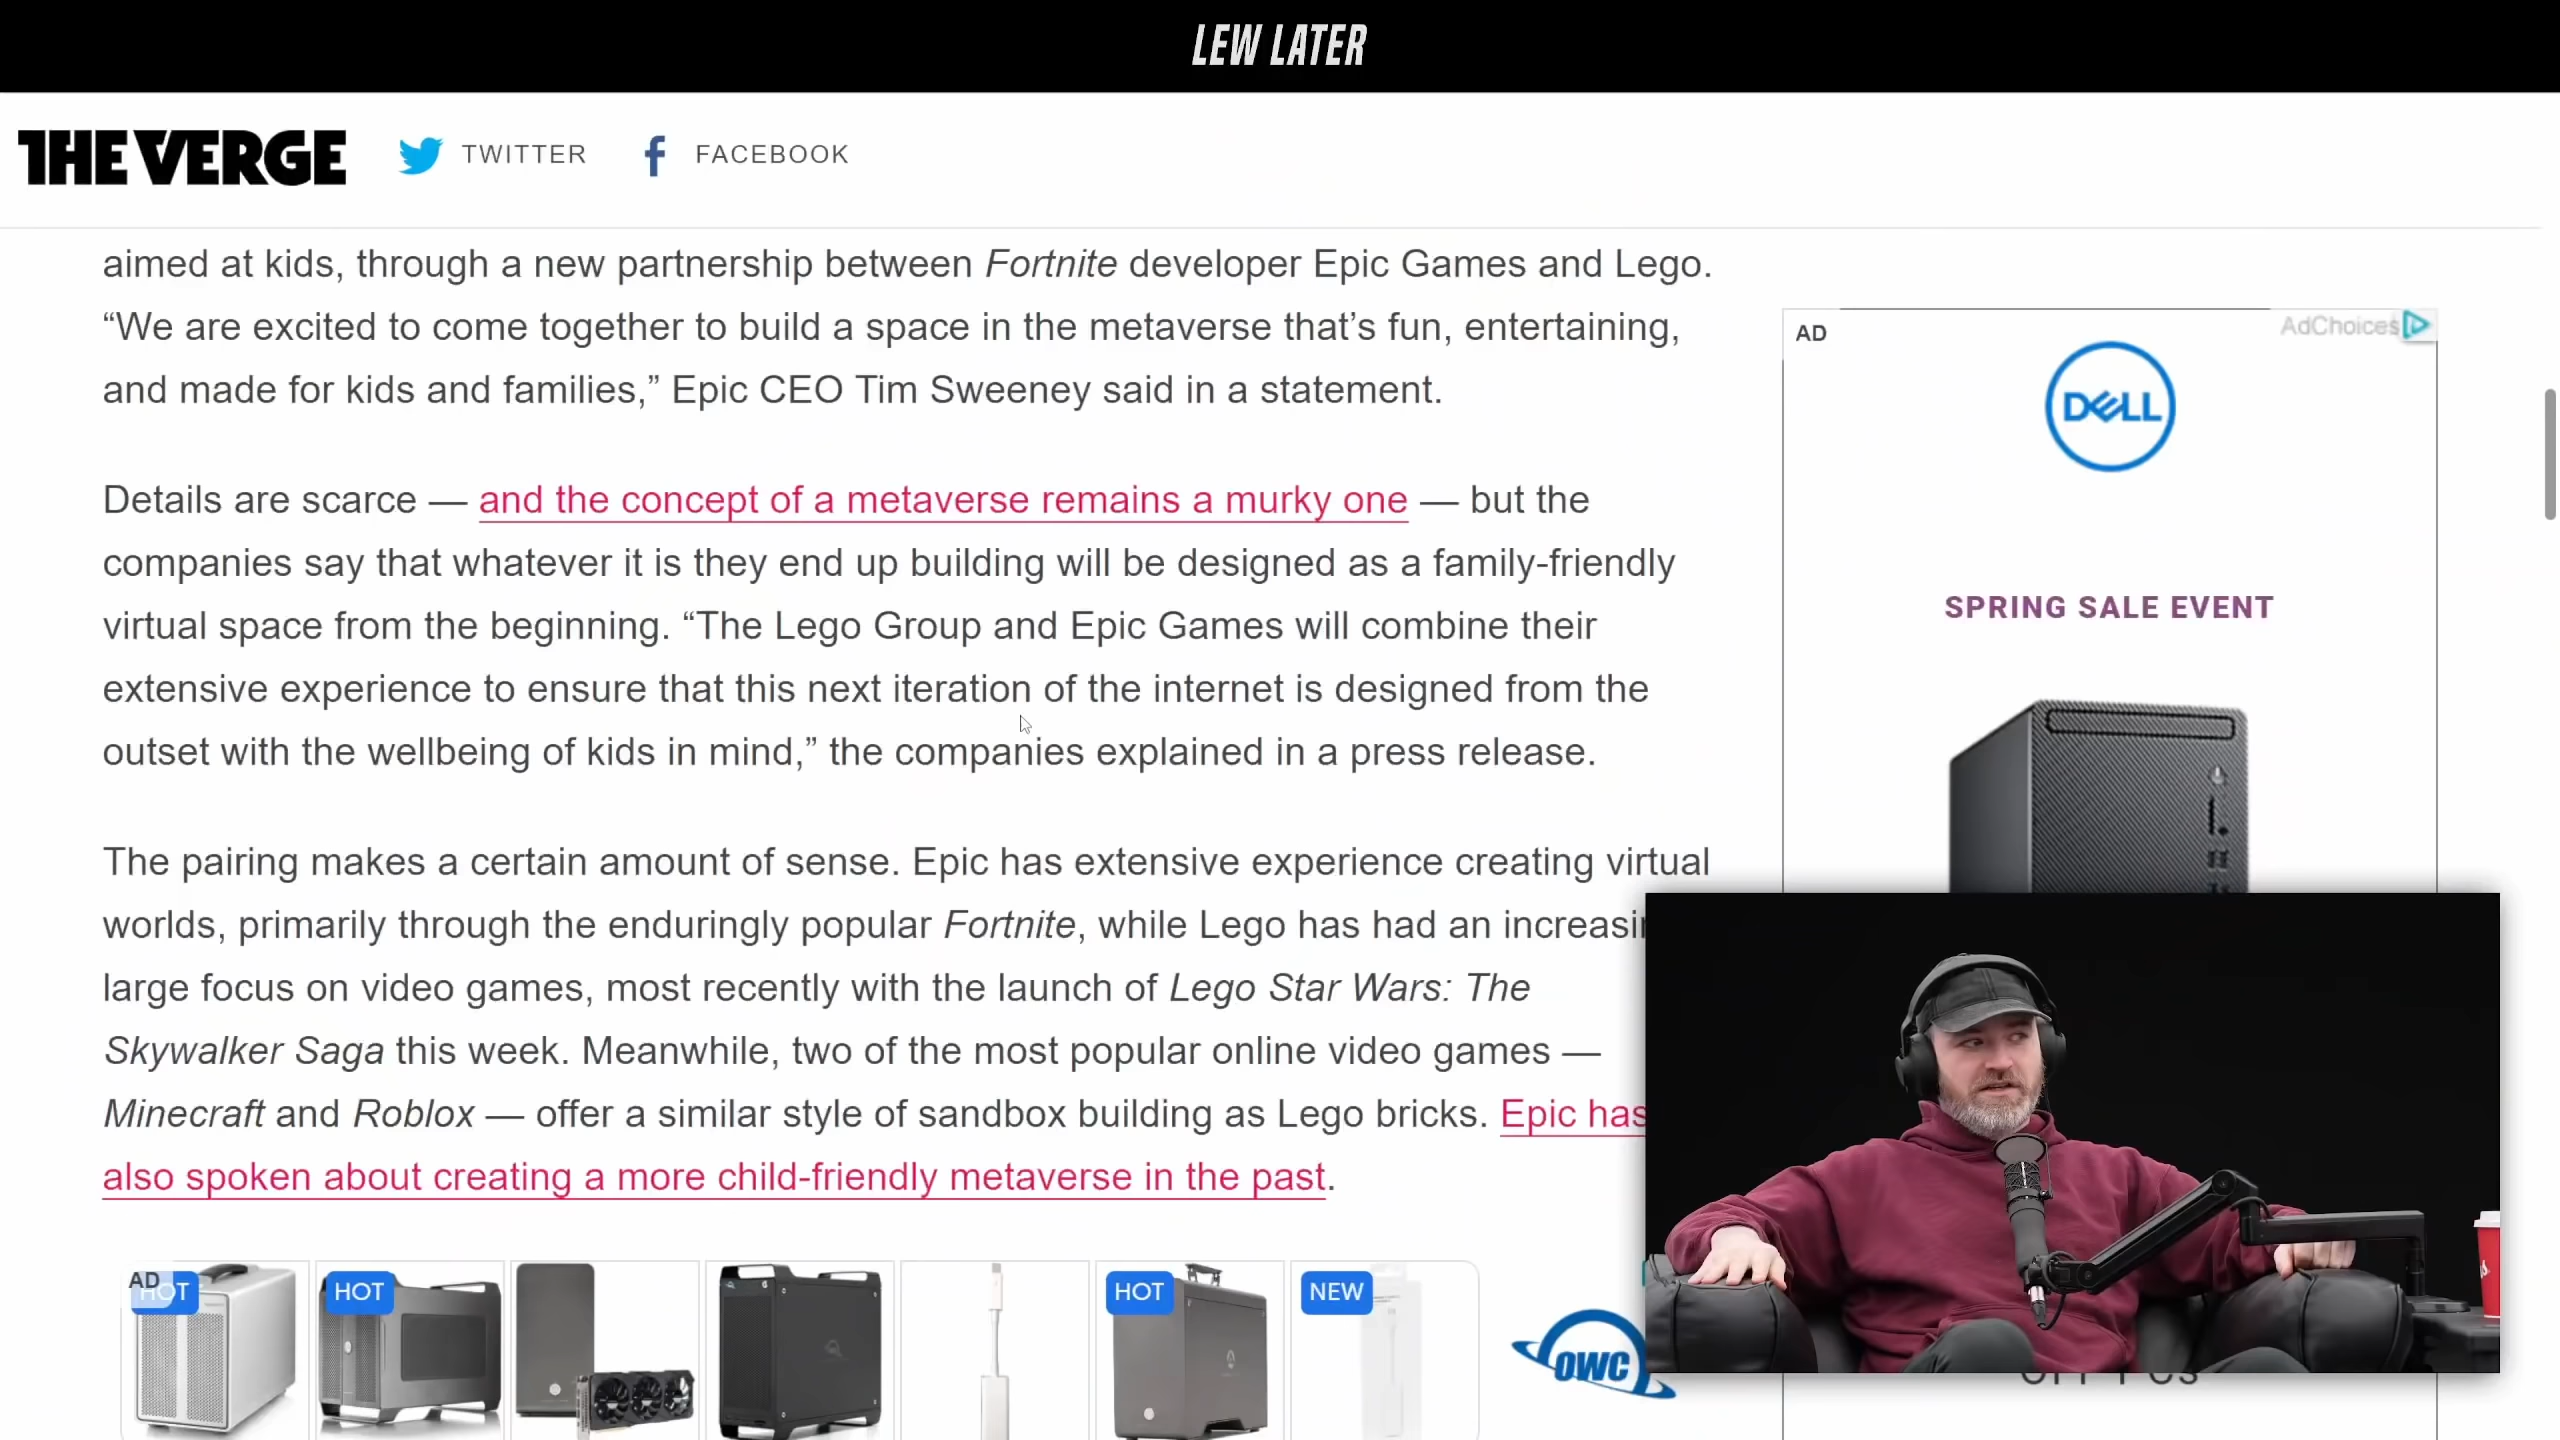 LEW LATER
THE VERGE
TWITTER
FACEBOOK
aimed at kids, through a new partnership between Fortnite developer Epic Games and Lego.
“We are excited to come together to build a space in the metaverse that’s fun, entertaining,
and made for kids and families,” Epic CEO Tim Sweeney said in a statement.
Details are scarce — and the concept of a metaverse remains a murky one — but the
companies say that whatever it is they end up building will be designed as a family-friendly
virtual space from the beginning. “The Lego Group and Epic Games will combine their
extensive experience to ensure that this next iteration of the internet is designed from the
outset with the wellbeing of kids in mind,” the companies explained in a press release.
The pairing makes a certain amount of sense. Epic has extensive experience creating virtual
worlds, primarily through the enduringly popular Fortnite, while Lego has had an
large focus on video games, most recently with the launch of Lego Star Wars: The
Skywalker Saga this week. Meanwhile, two of the most popular online video games —
Minecraft and Roblox — offer a similar style of sandbox building as Lego bricks. Epic has
also spoken about creating a more child-friendly metaverse in the past.
AD
AdChoices
DELL
SPRING SALE EVENT
AD
HOT
HOT
HOT
NEW
OWC